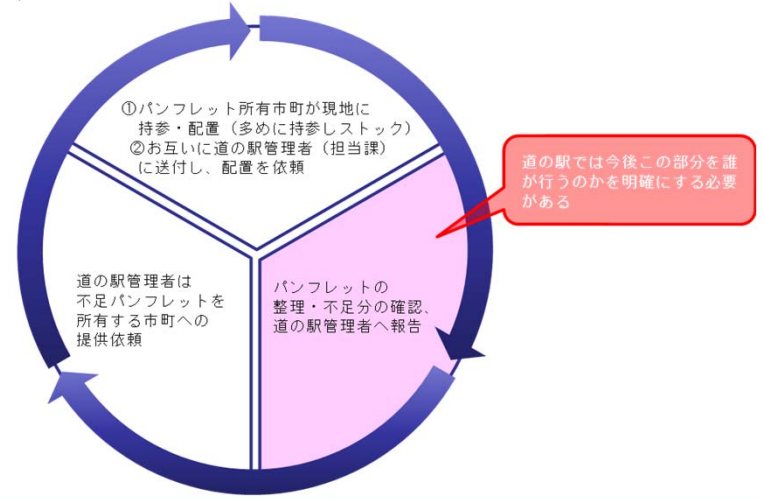 ①パンフレット所有市町が現地に
持参・配置（多めに持参しストック）
②お互いに道の駅管理者（担当課）
に送付し、配置を依頼
道の駅では今後この部分を誰
が行うのかを明確にする必要
がある
パンフレットの
整理・不足分の確認、
道の駅管理者へ報告
道の駅管理者は
不足パンフレットを
所有する市町への
提供依頼